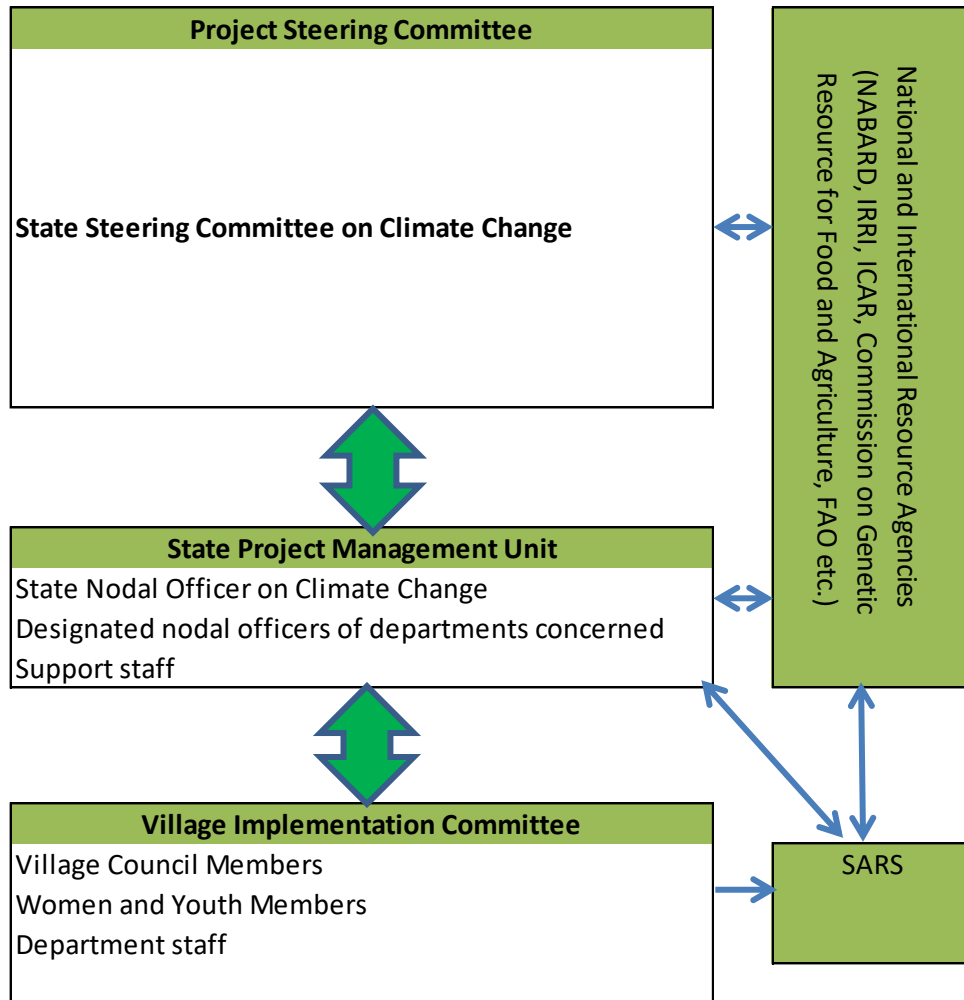 Project Steering Committee
State Steering Committee on Climate Change
National and International Resource Agencies
(NABARD, IRRI, ICAR, Commission on Genetic
Resource for Food and Agriculture, FAO etc.)
State Project Management Unit
State Nodal Officer on Climate Change
Designated nodal officers of departments concerned
Support staff
Village Implementation Committee
Village Council Members
Women and Youth Members
Department staff
SARS